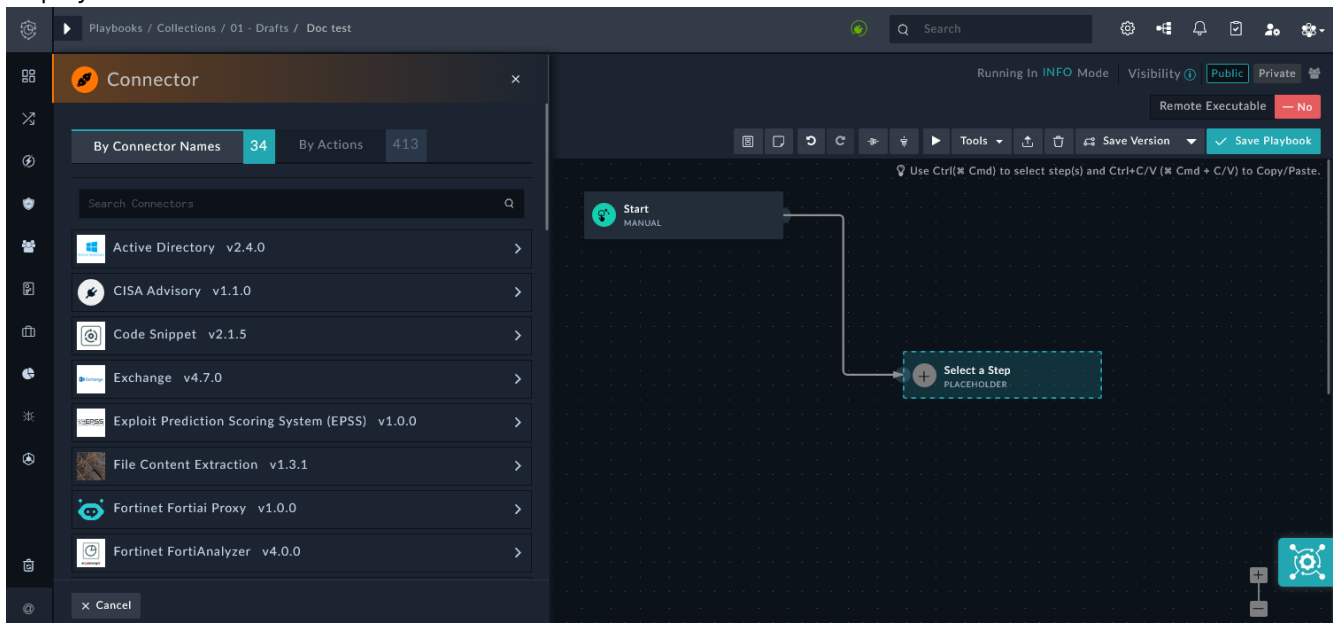 Playbooks / Collections / 01 - Drafts / Doc test
Search
Connector
Running In INFO Mode
Visibility
Public
Private
Remote Executable
No
By Connector Names 34
By Actions 413
Tools
Save Version
Save Playbook
Use Ctrl(⌘ Cmd) to select step(s) and Ctrl+C/V (⌘ Cmd + C/V) to Copy/Paste.
Search Connectors
Start
MANUAL
Active Directory v2.4.0
CISA Advisory v1.1.0
Code Snippet v2.1.5
Exchange v4.7.0
Select a Step
PLACEHOLDER
Exploit Prediction Scoring System (EPSS) v1.0.0
File Content Extraction v1.3.1
Fortinet Fortiai Proxy v1.0.0
Fortinet FortiAnalyzer v4.0.0
Cancel